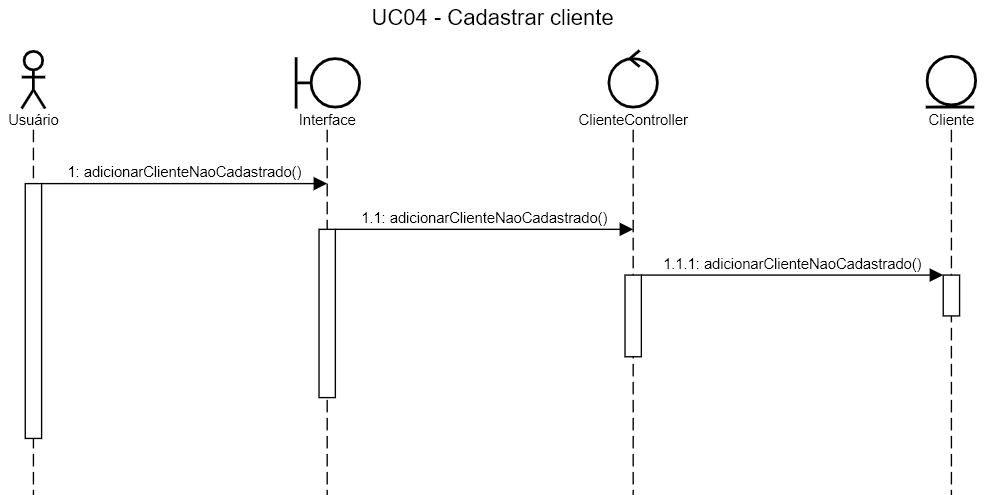 UC04 - Cadastrar cliente
Usuário
Interface
ClienteController
Cliente
1: adicionarClienteNaoCadastrado()
1.1: adicionarClienteNaoCadastrado()
1.1.1: adicionarClienteNaoCadastrado()